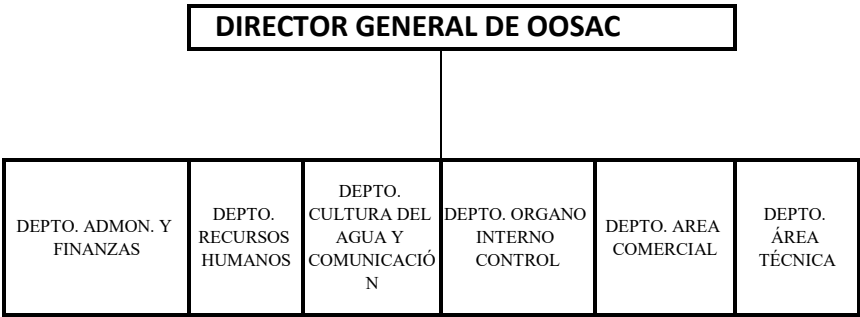 DIRECTOR GENERAL DE OOSAC
DEPTO. ADMON. Y
FINANZAS
DEPTO.
RECURSOS
HUMANOS
DEPTO.
CULTURA DEL
AGUA Y
COMUNICACIÓ
N
DEPTO. ORGANO
INTERNO
CONTROL
DEPTO. AREA
COMERCIAL
DEPTO.
ÁREA
TÉCNICA